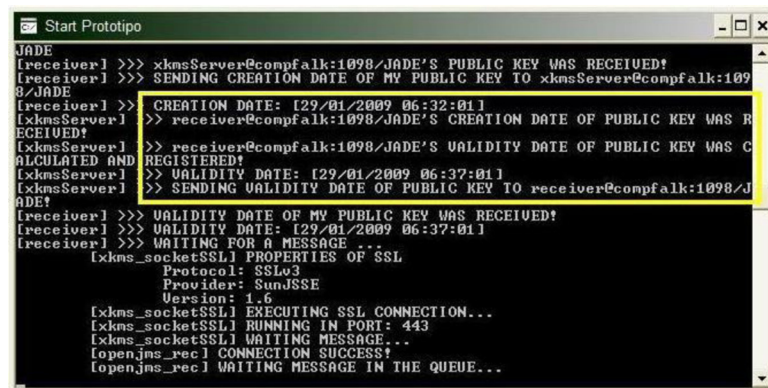 Start Prototipo
JADE
[receiver] >>> xkmsServer@compfalk:1098/JADE'S PUBLIC KEY WAS RECEIVED!
[receiver] >>> SENDING CREATION DATE OF MY PUBLIC KEY TO xkmsServer@compfalk:109
8/JADE
[receiver] >>> CREATION DATE: [29/01/2009 06:32:01]
[xkmsServer] >>> receiver@compfalk:1098/JADE'S CREATION DATE OF PUBLIC KEY WAS R
ECEIVED!
[xkmsServer] >>> receiver@compfalk:1098/JADE'S VALIDITY DATE OF PUBLIC KEY WAS C
ALCULATED AND REGISTERED!
[xkmsServer] >>> VALIDITY DATE: [29/01/2009 06:37:01]
[xkmsServer] >>> SENDING VALIDITY DATE OF PUBLIC KEY TO receiver@compfalk:1098/J
ADE!
[receiver] >>> VALIDITY DATE OF MY PUBLIC KEY WAS RECEIVED!
[receiver] >>> VALIDITY DATE: [29/01/2009 06:37:01]
[receiver] >>> WAITING FOR A MESSAGE ...
[xkms_socketSSL] PROPERTIES OF SSL
Protocol: SSLv3
Provider: SunJSSE
Version: 1.6
[xkms_socketSSL] EXECUTING SSL CONNECTION...
[xkms_socketSSL] RUNNING IN PORT: 443
[xkms_socketSSL] WAITING MESSAGE...
[openjms_rec] CONNECTION SUCCESS!
[openjms_rec] WAITING MESSAGE IN THE QUEUE...